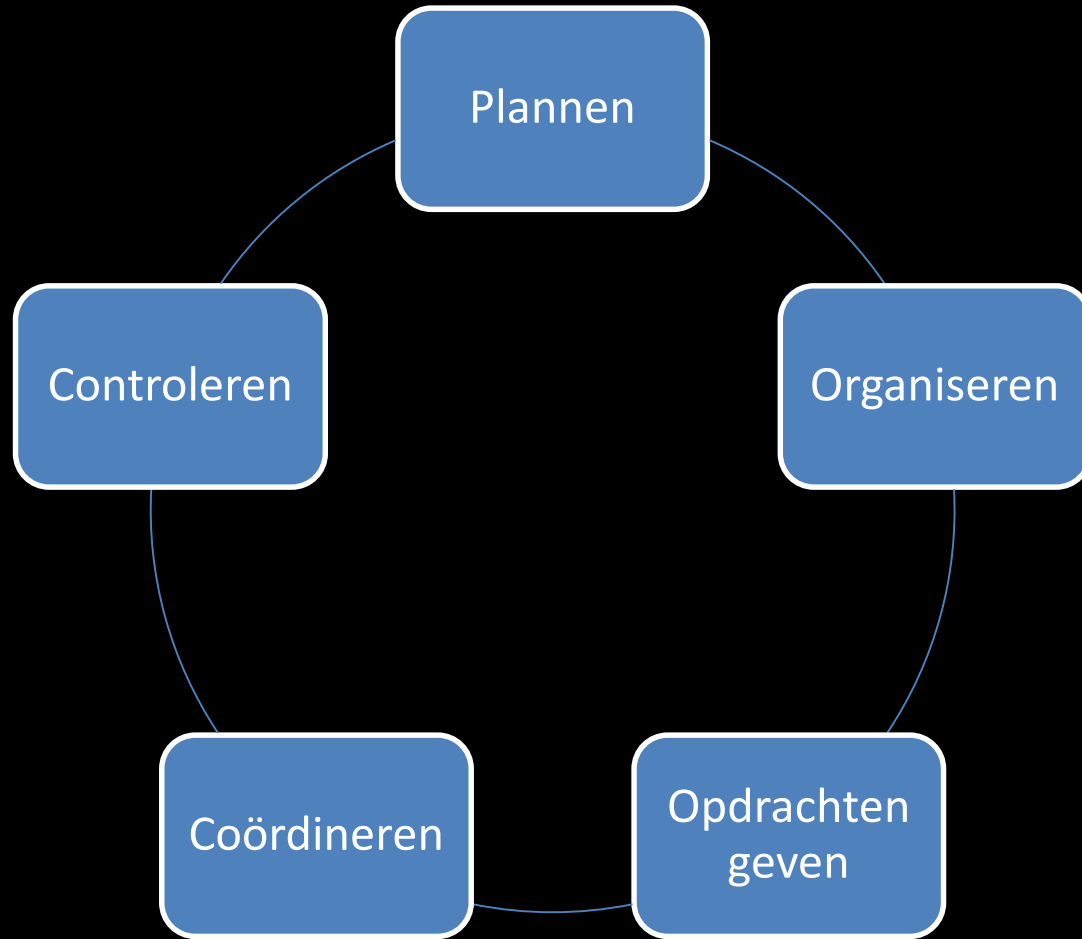 Plannen
Organiseren
Opdrachten
geven
Coördineren
Controleren